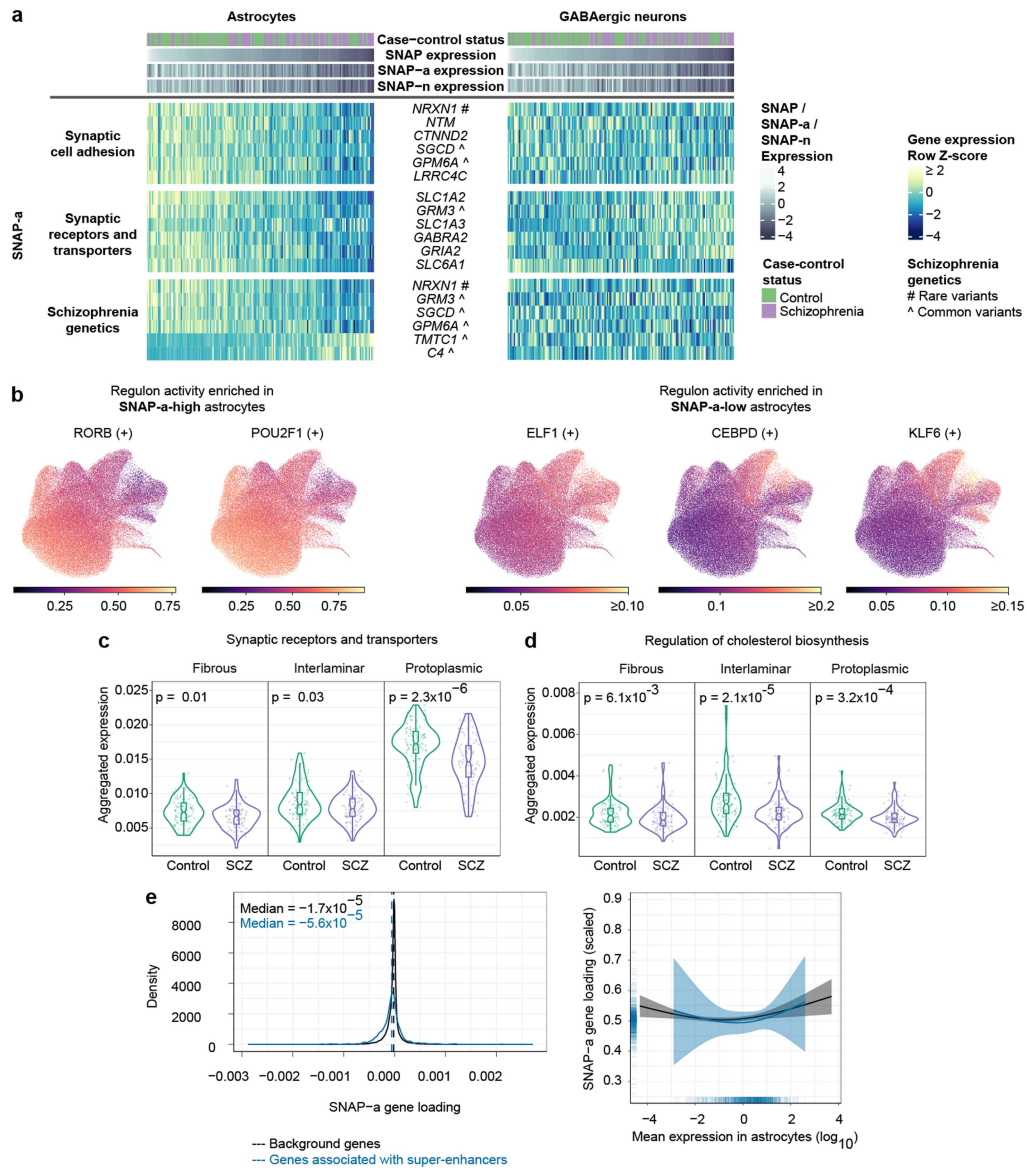 a
Astrocytes
GABAergic neurons
Case−control status
SNAP expression
SNAP−a expression
SNAP−n expression
SNAP-a
Synaptic
cell adhesion
NRXN1 #
NTM
CTNND2
SGCD ^
GPM6A ^
LRRC4C
Synaptic
receptors and
transporters
SLC1A2
GRM3 ^
SLC1A3
GABRA2
GRIA2
SLC6A1
Schizophrenia
genetics
NRXN1 #
GRM3 ^
SGCD ^
GPM6A ^
TMTC1 ^
C4 ^
SNAP /
SNAP-a /
SNAP-n
Expression
4
2
0
−2
−4
Gene expression
Row Z-score
≥ 2
0
−2
−4
Case-control
status
Control
Schizophrenia
Schizophrenia
genetics
# Rare variants
^ Common variants
b
Regulon activity enriched in
SNAP-a-high astrocytes
Regulon activity enriched in
SNAP-a-low astrocytes
RORB (+)
POU2F1 (+)
ELF1 (+)
CEBPD (+)
KLF6 (+)
0.25 0.50 0.75
0.25 0.50 0.75
0.05 ≥0.10
0.1 ≥0.2
0.05 0.10 ≥0.15
c
Synaptic receptors and transporters
Fibrous Interlaminar Protoplasmic
p = 0.01
p = 0.03
p = 2.3x10−6
Aggregated expression
0.025
0.020
0.015
0.010
0.005
Control SCZ Control SCZ Control SCZ
d
Regulation of cholesterol biosynthesis
Fibrous Interlaminar Protoplasmic
p = 6.1x10−3
p = 2.1x10−5
p = 3.2x10−4
Aggregated expression
0.008
0.006
0.004
0.002
Control SCZ Control SCZ Control SCZ
e
Median = −1.7x10−5
Median = −5.6x10−5
Density
8000
6000
4000
2000
0
−0.003 −0.002 −0.001 0.000 0.001 0.002
SNAP−a gene loading
--- Background genes
--- Genes associated with super-enhancers
SNAP−a gene loading (scaled)
0.9
0.8
0.7
0.6
0.5
0.4
0.3
−4 −2 0 2 4
Mean expression in astrocytes (log10)